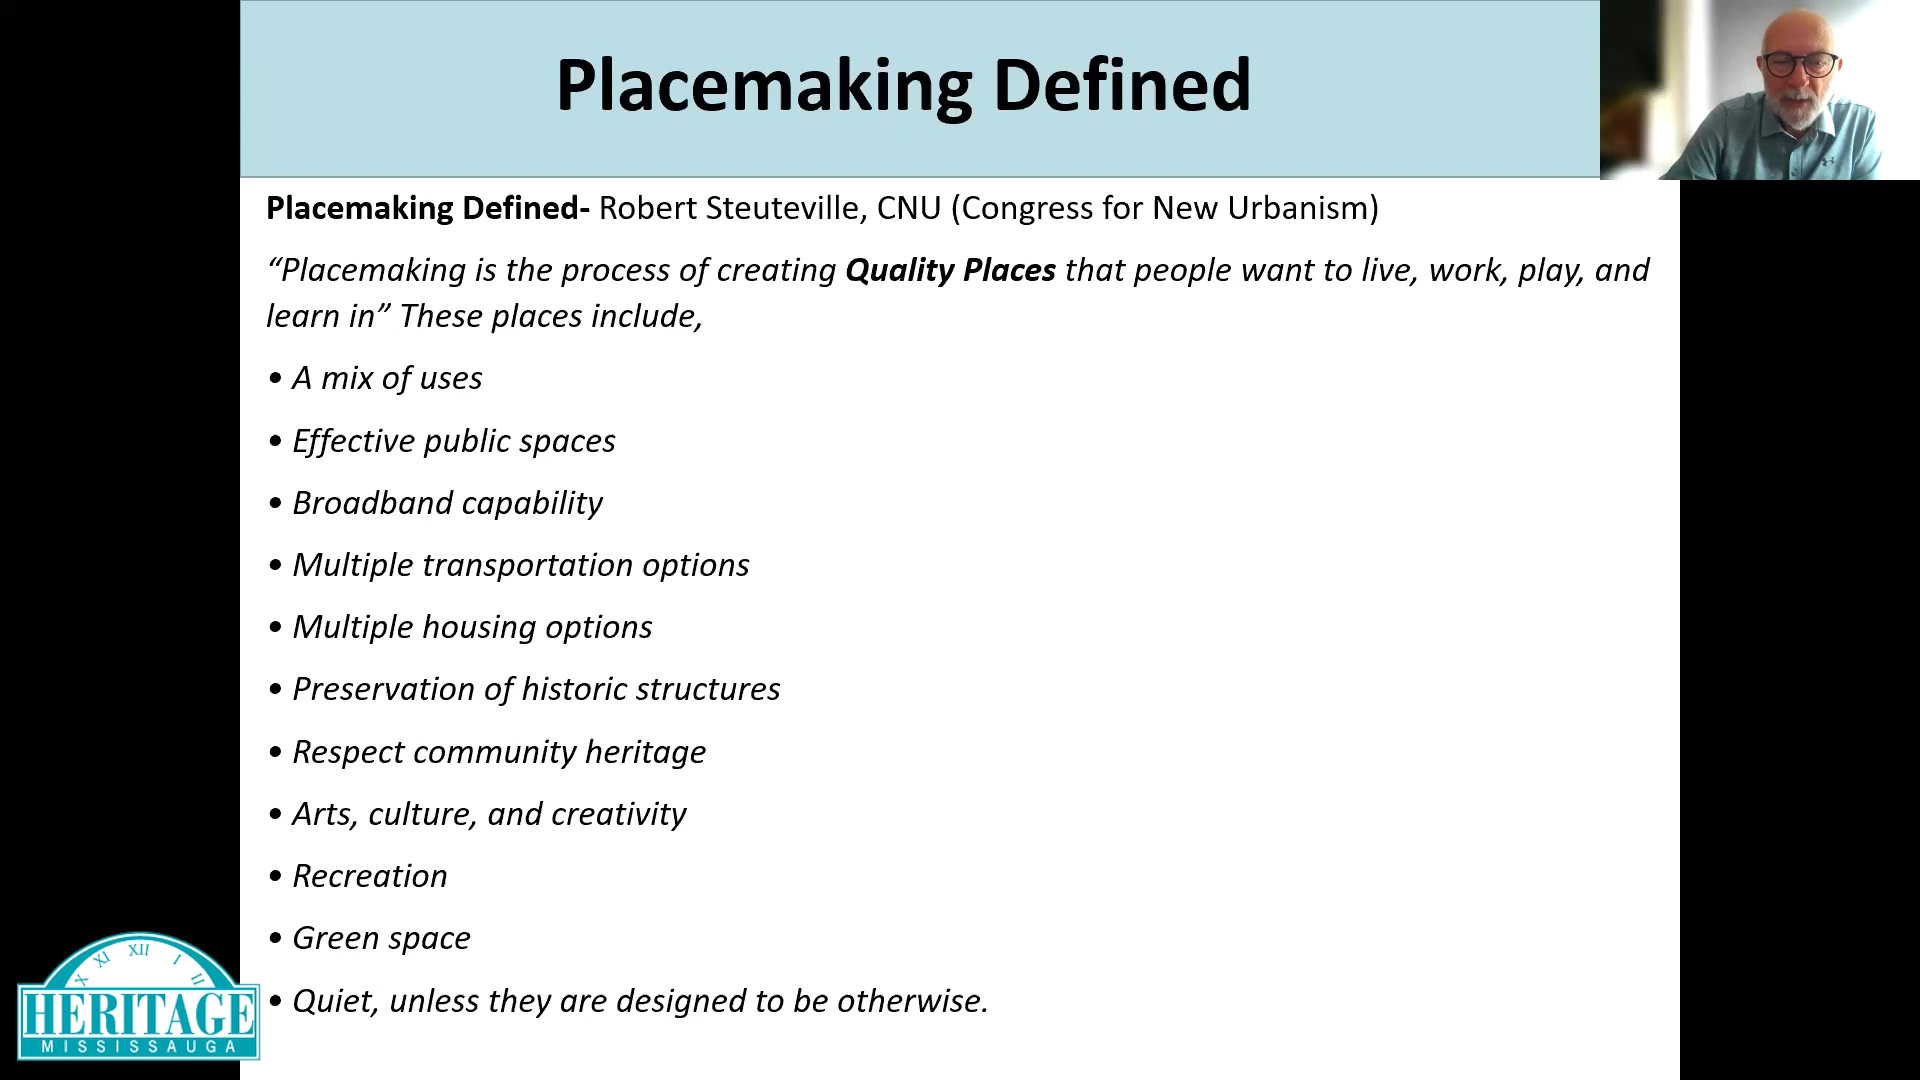 Placemaking Defined
Placemaking Defined- Robert Steuteville, CNU (Congress for New Urbanism)
“Placemaking is the process of creating Quality Places that people want to live, work, play, and
learn in” These places include,
• A mix of uses
• Effective public spaces
• Broadband capability
• Multiple transportation options
• Multiple housing options
• Preservation of historic structures
• Respect community heritage
• Arts, culture, and creativity
• Recreation
• Green space
• Quiet, unless they are designed to be otherwise.
X XI XII I II
HERITAGE
MISSISSAUGA